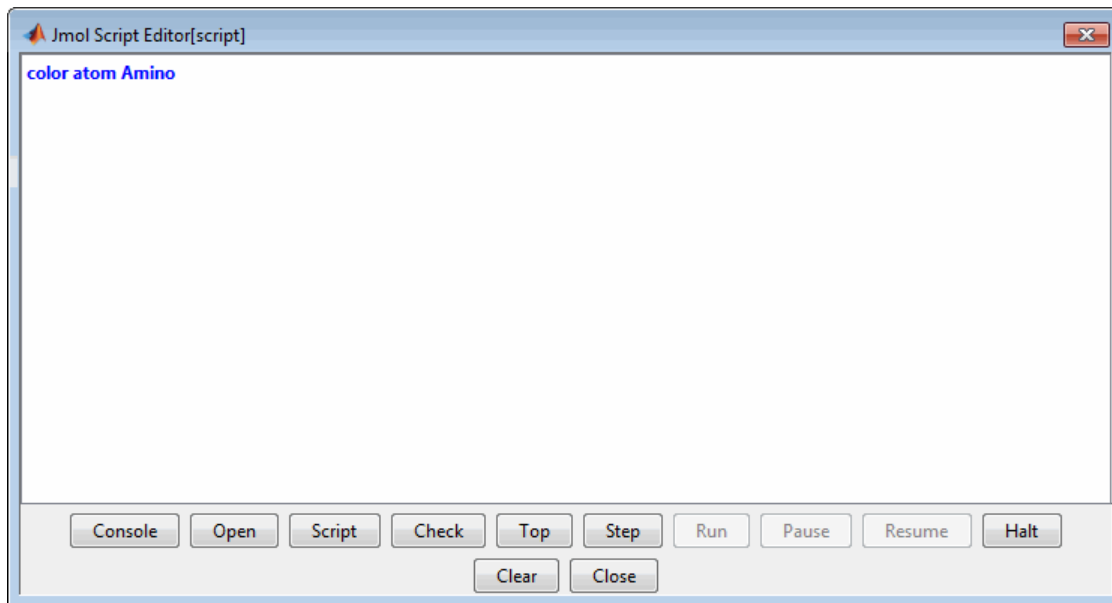 Jmol Script Editor[script]
color atom Amino
Console Open Script Check Top Step Run Pause Resume Halt
Clear Close